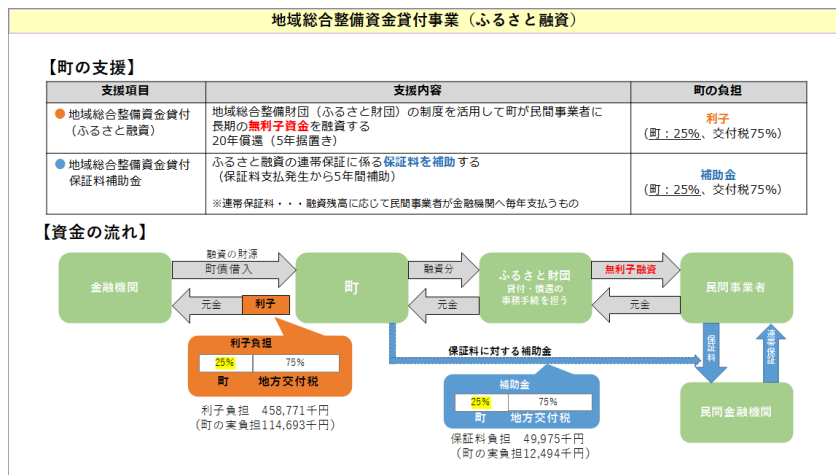 地域総合整備資金貸付事業（ふるさと融資）
【町の支援】
支援項目 支援内容 町の負担
●地域総合整備資金貸付
（ふるさと融資）
地域総合整備財団（ふるさと財団）の制度を活用して町が民間事業者に
長期の無利子資金を融資する
20年償還（5年据置き）
利子
（町：25%、交付税75%）
●地域総合整備資金貸付
保証料補助金
ふるさと融資の連帯保証に係る保証料を補助する
（保証料支払発生から5年間補助）
※連帯保証料・・・融資残高に応じて民間事業者が金融機関へ毎年支払うもの
補助金
（町：25%、交付税75%）
【資金の流れ】
金融機関
融資の財源
町債借入
元金 利子
町
融資分
元金
ふるさと財団
貸付・償還の
事務手続を担う
無利子融資
元金
民間事業者
利子負担
25% 75%
町 地方交付税
利子負担 458,771千円
（町の実負担114,693千円）
保証料に対する補助金
補助金
25% 75%
町 地方交付税
保証料負担 49,975千円
（町の実負担12,494千円）
保証料
連帯保証
民間金融機関